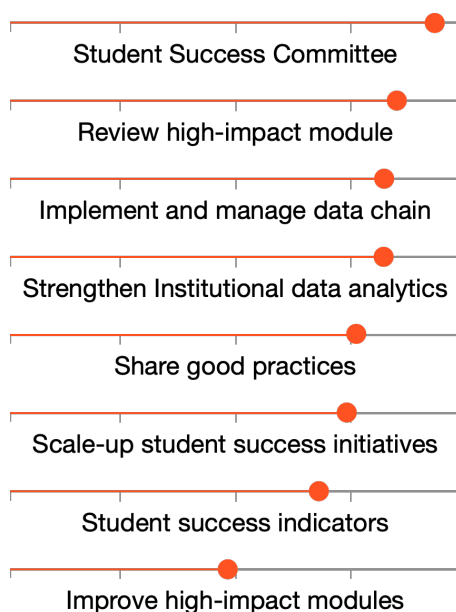 Student Success Committee
Review high-impact module
Implement and manage data chain
Strengthen Institutional data analytics
Share good practices
Scale-up student success initiatives
Student success indicators
Improve high-impact modules